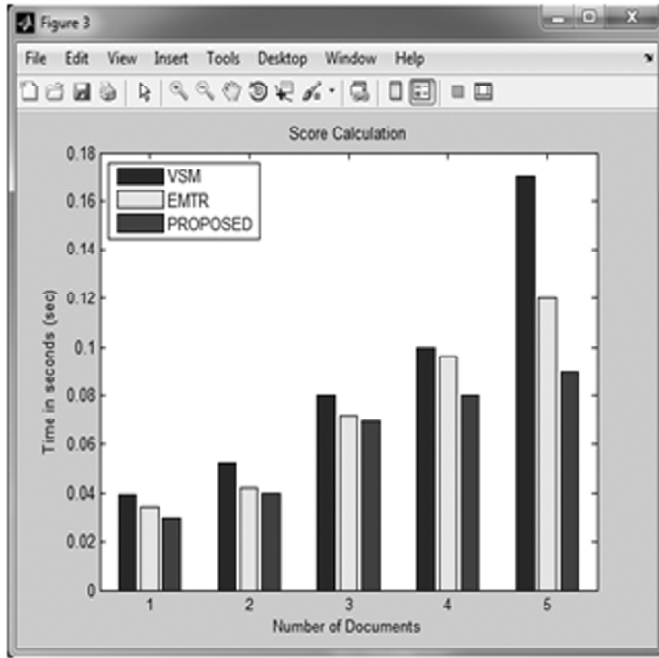 Figure 3
File Edit View Insert Tools Desktop Window Help
Score Calculation
0.18
0.16
0.14
0.12
0.1
0.08
0.06
0.04
0.02
0
VSM
EMTR
PROPOSED
Time in seconds (sec)
1 2 3 4 5
Number of Documents